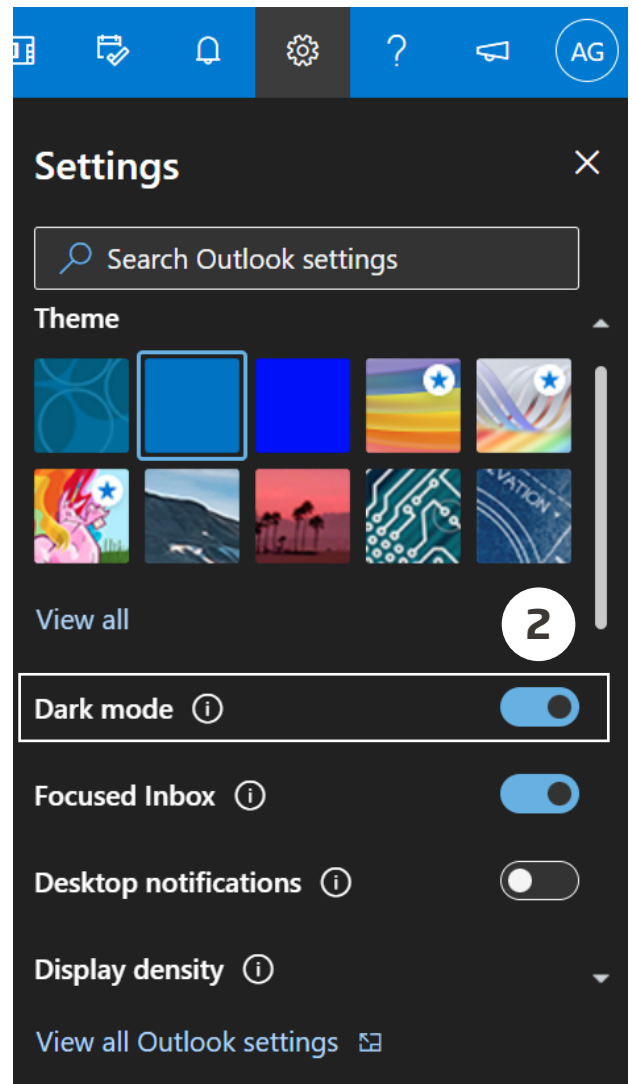 AG
Settings
Search Outlook settings
Theme
VATION
View all
2
Dark mode
Focused Inbox
Desktop notifications
Display density
View all Outlook settings